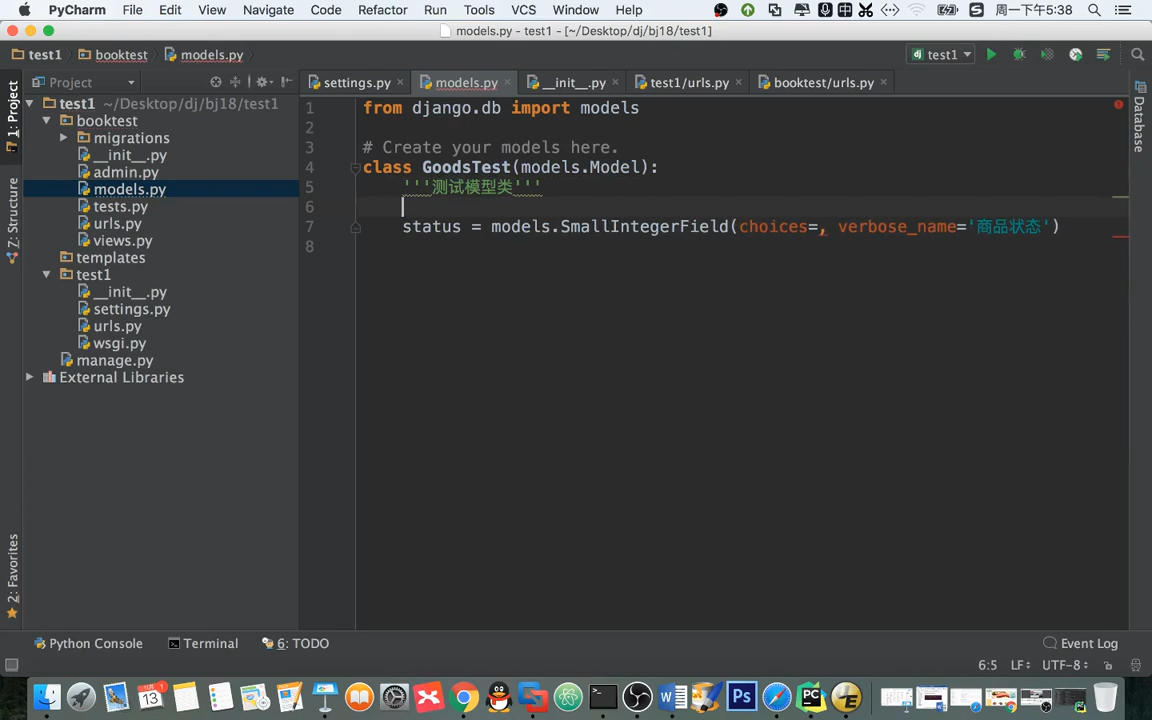 PyCharm File Edit View Navigate Code Refactor Run Tools VCS Window Help 周一下午5:38
models.py - test1 - [~/Desktop/dj/bj18/test1]
test1 booktest models.py test1
Project settings.py models.py __init__.py test1/urls.py booktest/urls.py
1: Project
Z: Structure
2: Favorites
Database
test1 ~/Desktop/dj/bj18/test1
booktest
migrations
__init__.py
admin.py
models.py
tests.py
urls.py
views.py
templates
test1
__init__.py
settings.py
urls.py
wsgi.py
manage.py
External Libraries
1 from django.db import models
2
3 # Create your models here.
4 class GoodsTest(models.Model):
5 '''测试模型类'''
6
7 status = models.SmallIntegerField(choices=, verbose_name='商品状态')
8
Python Console Terminal 6: TODO Event Log
6:5 LF UTF-8